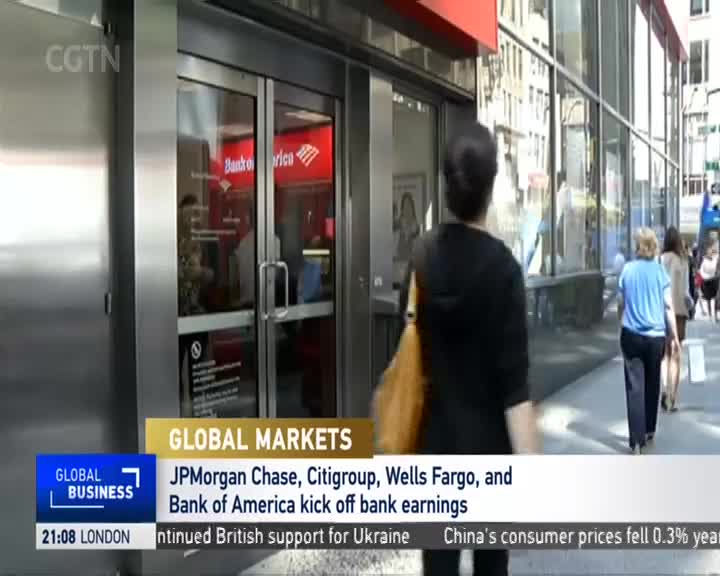 CGTN
Bank of America
GLOBAL MARKETS
GLOBAL
BUSINESS
JPMorgan Chase, Citigroup, Wells Fargo, and
Bank of America kick off bank earnings
21:08 LONDON
ntinued British support for Ukraine China's consumer prices fell 0.3% year